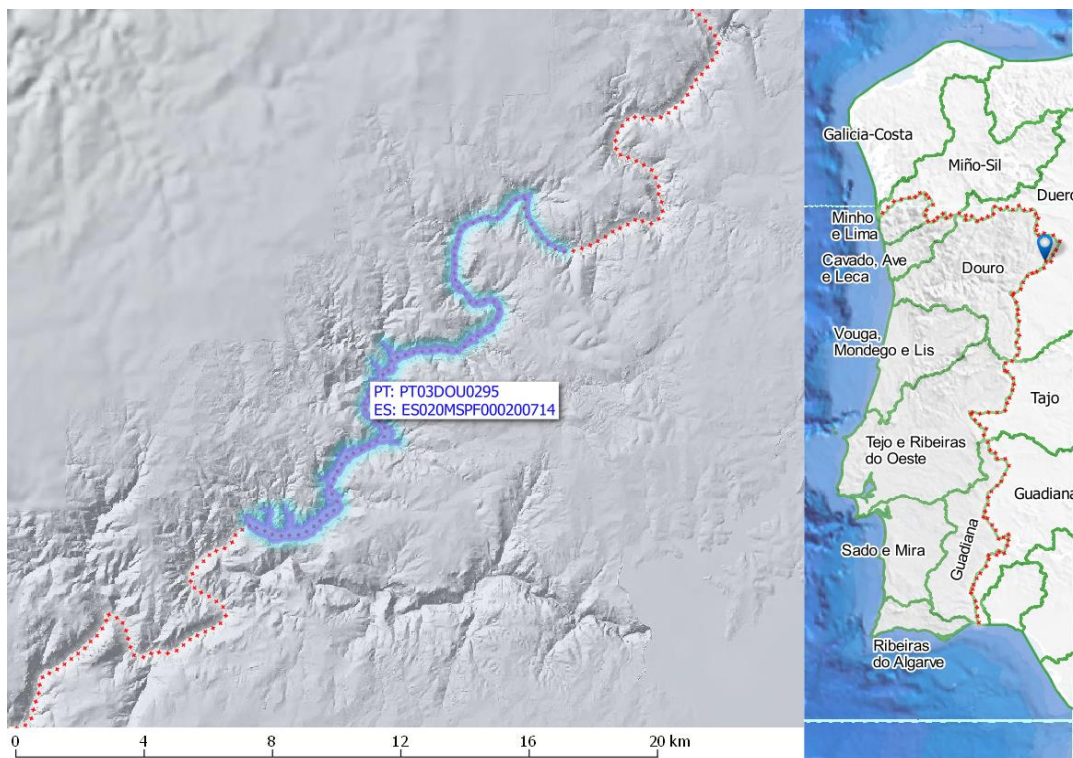 PT: PT03DOU0295
ES: ES020MSPF000200714
0 4 8 12 16 20 km
Galicia-Costa
Miño-Sil
Duero
Minho
e Lima
Cavado, Ave
e Leca
Douro
Vouga,
Mondego e Lis
Tajo
Tejo e Ribeiras
do Oeste
Guadiana
Sado e Mira
Guadiana
Ribeiras
do Algarve